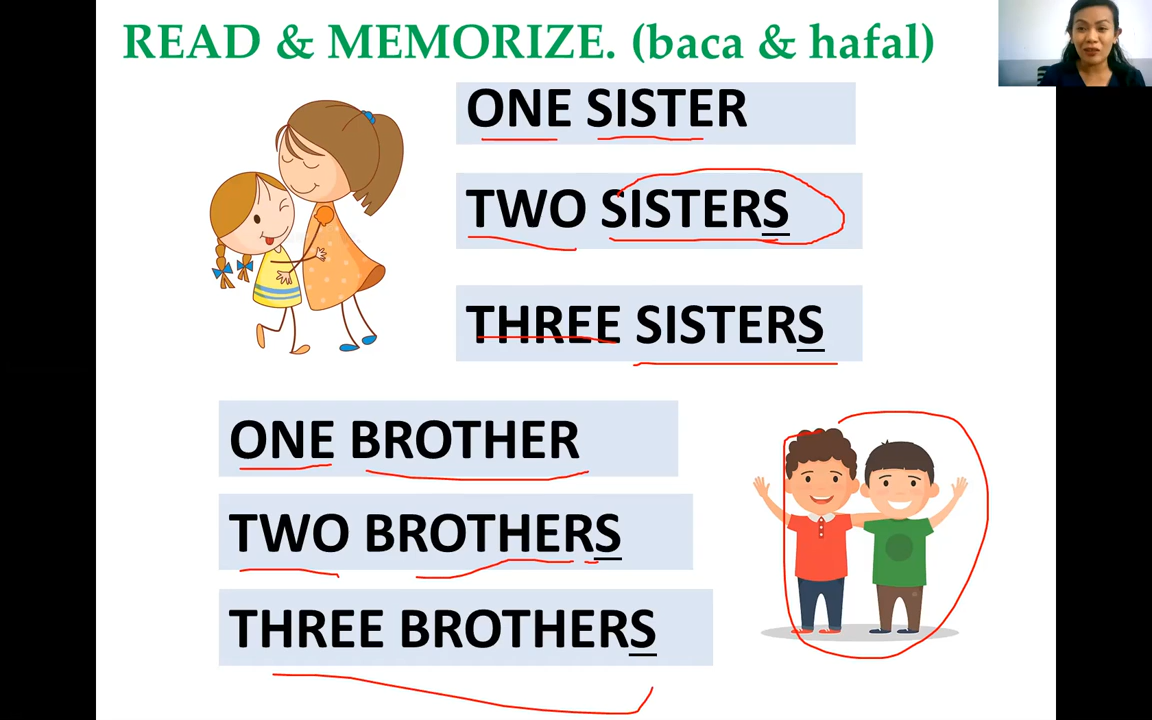 READ & MEMORIZE. (baca & hafal)
ONE SISTER
TWO SISTERS
THREE SISTERS
ONE BROTHER
TWO BROTHERS
THREE BROTHERS